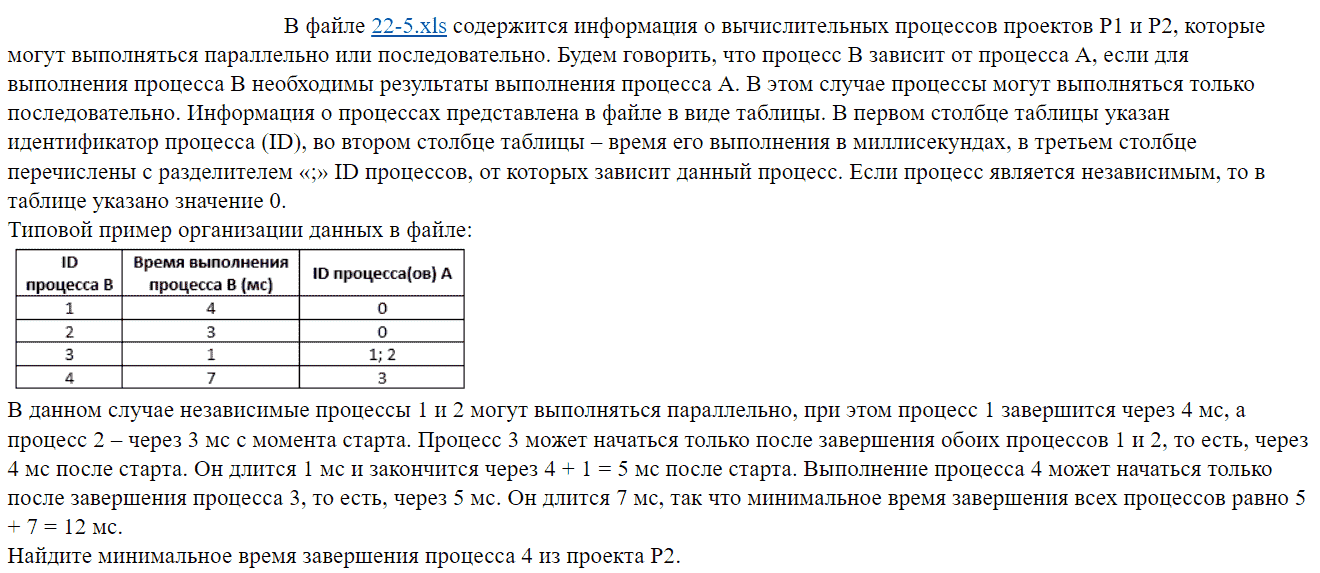 В файле 22-5.xls содержится информация о вычислительных процессов проектов P1 и P2, которые
могут выполняться параллельно или последовательно. Будем говорить, что процесс B зависит от процесса A, если для
выполнения процесса B необходимы результаты выполнения процесса A. В этом случае процессы могут выполняться только
последовательно. Информация о процессах представлена в файле в виде таблицы. В первом столбце таблицы указан
идентификатор процесса (ID), во втором столбце таблицы – время его выполнения в миллисекундах, в третьем столбце
перечислены с разделителем «;» ID процессов, от которых зависит данный процесс. Если процесс является независимым, то в
таблице указано значение 0.
Типовой пример организации данных в файле:
ID процесса B | Время выполнения процесса B (мс) | ID процесса(ов) A
1 | 4 | 0
2 | 3 | 0
3 | 1 | 1; 2
4 | 7 | 3
В данном случае независимые процессы 1 и 2 могут выполняться параллельно, при этом процесс 1 завершится через 4 мс, а
процесс 2 – через 3 мс с момента старта. Процесс 3 может начаться только после завершения обоих процессов 1 и 2, то есть, через
4 мс после старта. Он длится 1 мс и закончится через 4 + 1 = 5 мс после старта. Выполнение процесса 4 может начаться только
после завершения процесса 3, то есть, через 5 мс. Он длится 7 мс, так что минимальное время завершения всех процессов равно 5
+ 7 = 12 мс.
Найдите минимальное время завершения процесса 4 из проекта P2.